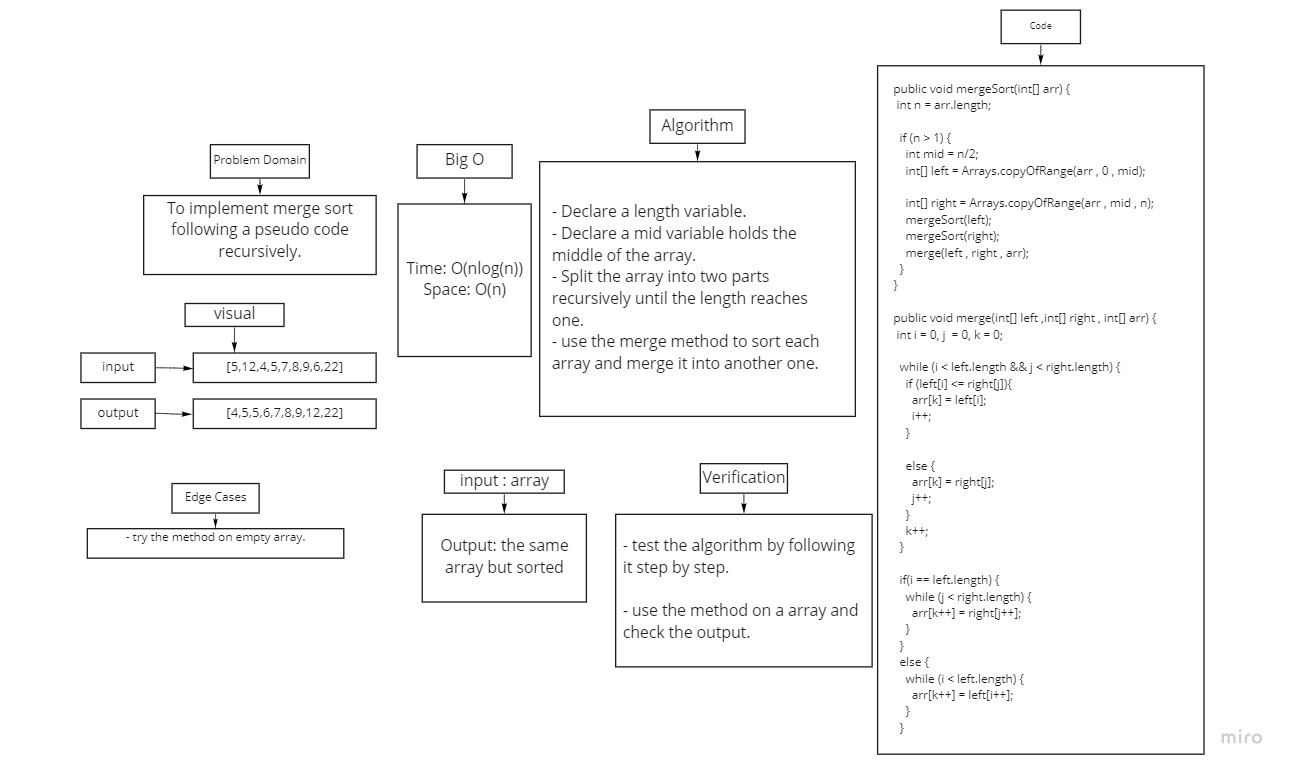 Problem Domain
To implement merge sort
following a pseudo code
recursively.
visual
input
[5,12,4,5,7,8,9,6,22]
output
[4,5,5,6,7,8,9,12,22]
Edge Cases
- try the method on empty array.
Big O
Time: O(nlog(n))
Space: O(n)
input : array
Output: the same
array but sorted
Algorithm
- Declare a length variable.
- Declare a mid variable holds the
middle of the array.
- Split the array into two parts
recursively until the length reaches
one.
- use the merge method to sort each
array and merge it into another one.
Verification
- test the algorithm by following
it step by step.
- use the method on a array and
check the output.
Code
public void mergeSort(int[] arr) {
int n = arr.length;
if (n > 1) {
int mid = n/2;
int[] left = Arrays.copyOfRange(arr , 0 , mid);
int[] right = Arrays.copyOfRange(arr , mid , n);
mergeSort(left);
mergeSort(right);
merge(left , right , arr);
}
}
public void merge(int[] left ,int[] right , int[] arr) {
int i = 0, j  = 0, k = 0;
while (i < left.length && j < right.length) {
if (left[i] <= right[j]){
arr[k] = left[i];
i++;
}
else {
arr[k] = right[j];
j++;
}
k++;
}
if(i == left.length) {
while (j < right.length) {
arr[k++] = right[j++];
}
}
else {
while (i < left.length) {
arr[k++] = left[i++];
}
}
miro